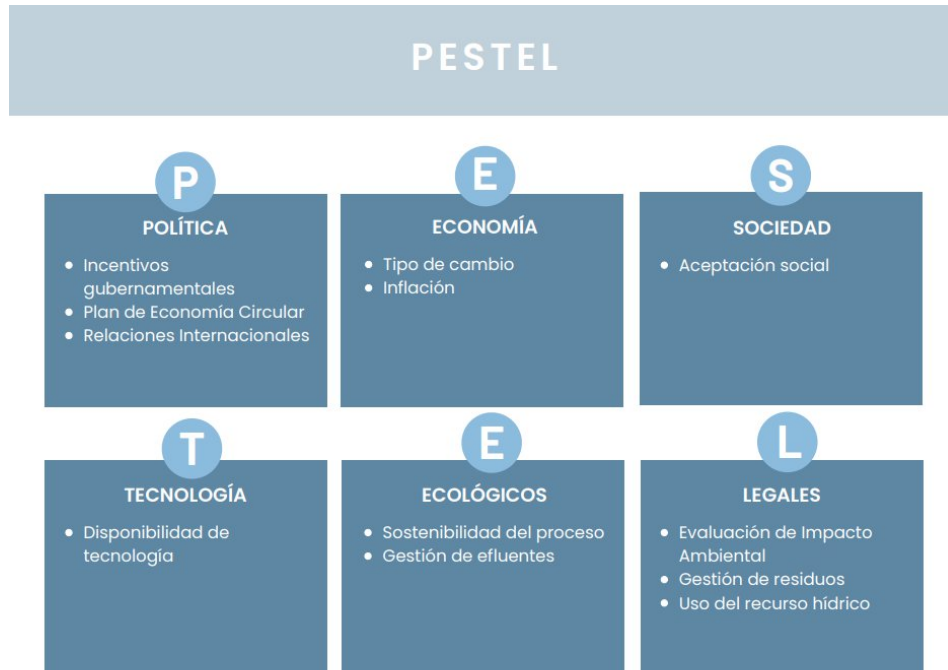 PESTEL
P
POLÍTICA
• Incentivos
gubernamentales
• Plan de Economía Circular
• Relaciones Internacionales
E
ECONOMÍA
• Tipo de cambio
• Inflación
S
SOCIEDAD
• Aceptación social
T
TECNOLOGÍA
• Disponibilidad de
tecnología
E
ECOLÓGICOS
• Sostenibilidad del proceso
• Gestión de efluentes
L
LEGALES
• Evaluación de Impacto
Ambiental
• Gestión de residuos
• Uso del recurso hídrico